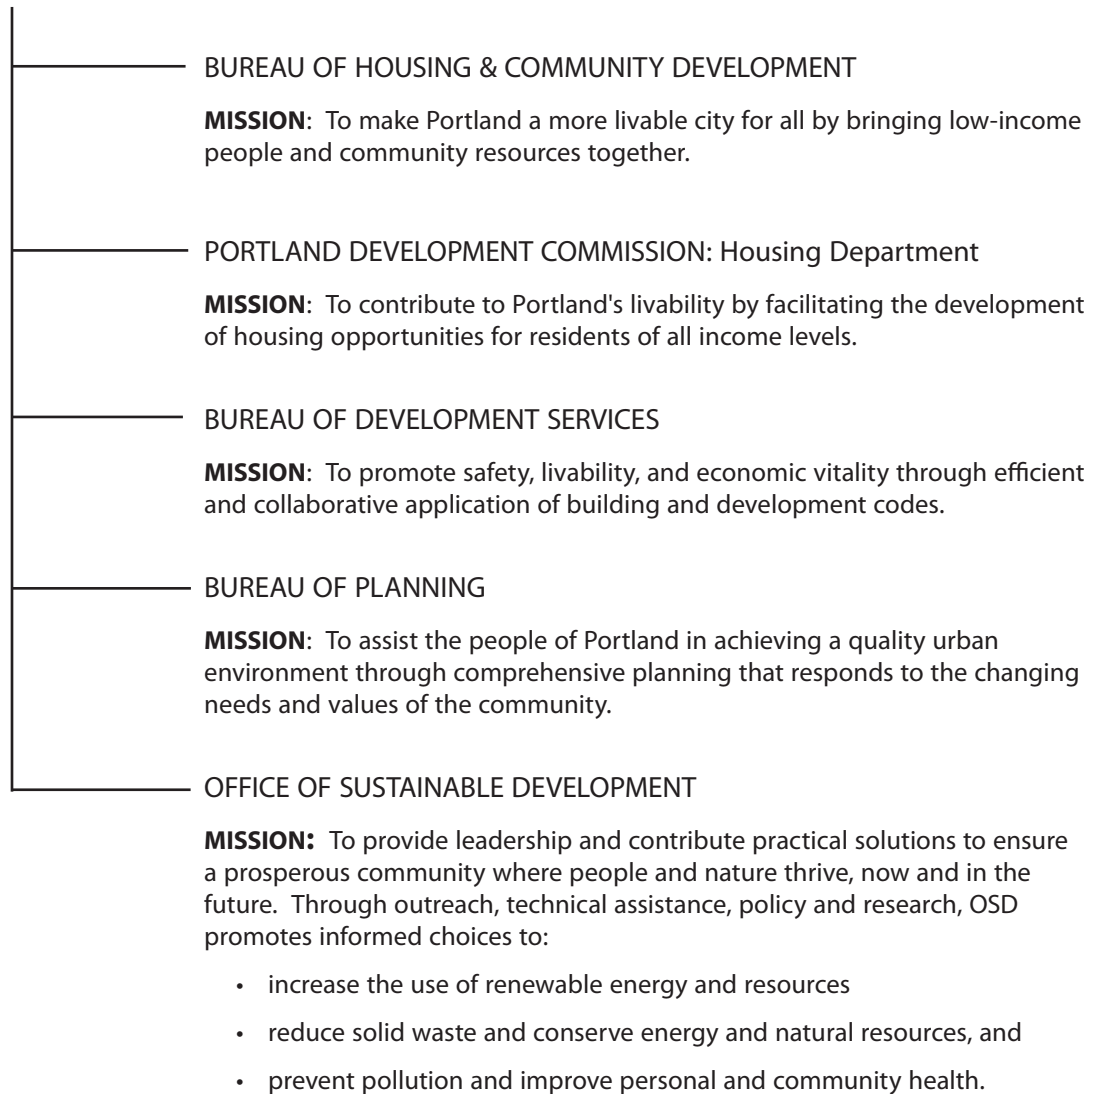 BUREAU OF HOUSING & COMMUNITY DEVELOPMENT
MISSION:  To make Portland a more livable city for all by bringing low-income
people and community resources together.
PORTLAND DEVELOPMENT COMMISSION: Housing Department
MISSION:  To contribute to Portland's livability by facilitating the development
of housing opportunities for residents of all income levels.
BUREAU OF DEVELOPMENT SERVICES
MISSION:  To promote safety, livability, and economic vitality through efficient
and collaborative application of building and development codes.
BUREAU OF PLANNING
MISSION:  To assist the people of Portland in achieving a quality urban
environment through comprehensive planning that responds to the changing
needs and values of the community.
OFFICE OF SUSTAINABLE DEVELOPMENT
MISSION:  To provide leadership and contribute practical solutions to ensure
a prosperous community where people and nature thrive, now and in the
future.  Through outreach, technical assistance, policy and research, OSD
promotes informed choices to:
• increase the use of renewable energy and resources
• reduce solid waste and conserve energy and natural resources, and
• prevent pollution and improve personal and community health.